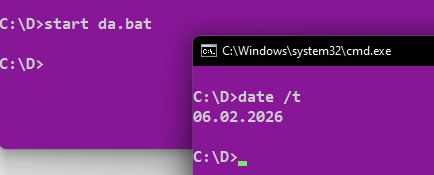 C:\D>start da.bat
C:\D>
C:\Windows\system32\cmd.exe
C:\D>date /t
06.02.2026
C:\D>